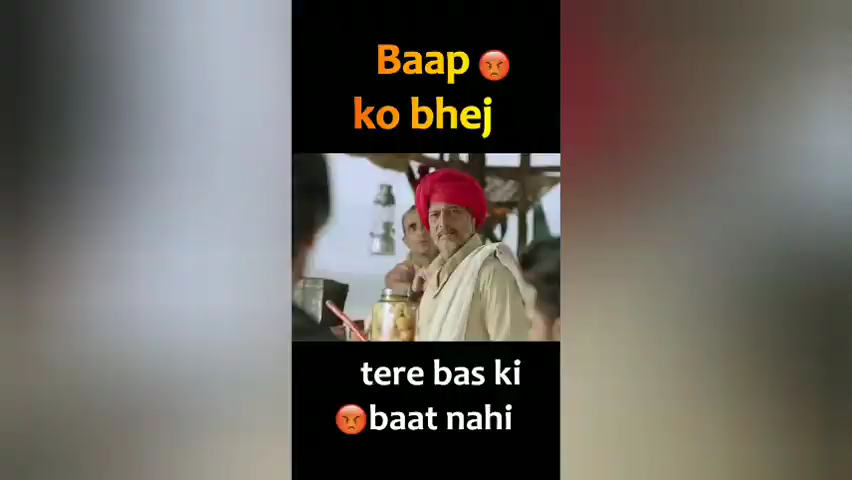 Baap 😡
ko bhej
tere bas ki
😡baat nahi